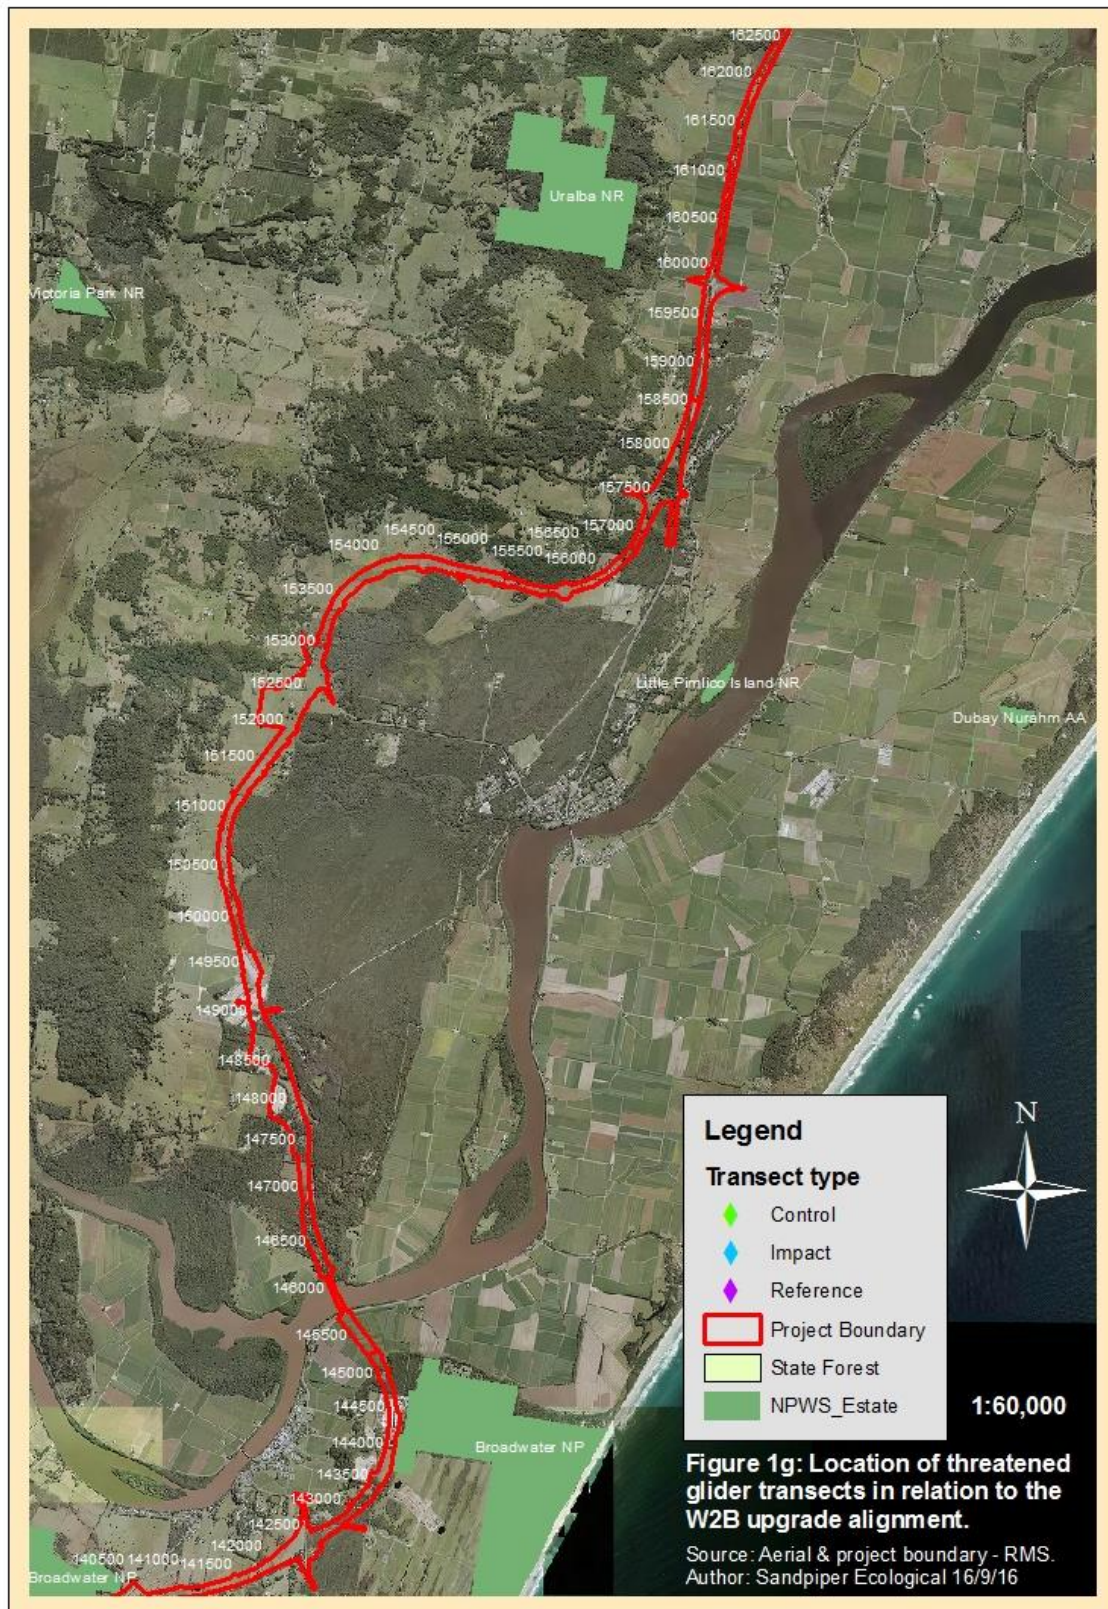 162500
162000
161500
161000
Uralba NR
160500
160000
Victoria Park NR
159500
159000
158500
158000
157500
157000
156500
154500
155000
154000
155500
156000
153500
153000
152500
Little Pimlico Island NR
152000
Dubay Nurahm AA
151500
151000
150500
150000
149500
149000
148500
148000
147500
147000
146500
146000
145500
145000
144500
144000
Broadwater NP
143500
143000
142500
142000
140500 141000 141500
Broadwater NP
Legend
Transect type
Control
Impact
Reference
Project Boundary
State Forest
NPWS_Estate
N
1:60,000
Figure 1g: Location of threatened
glider transects in relation to the
W2B upgrade alignment.
Source: Aerial & project boundary - RMS.
Author: Sandpiper Ecological 16/9/16